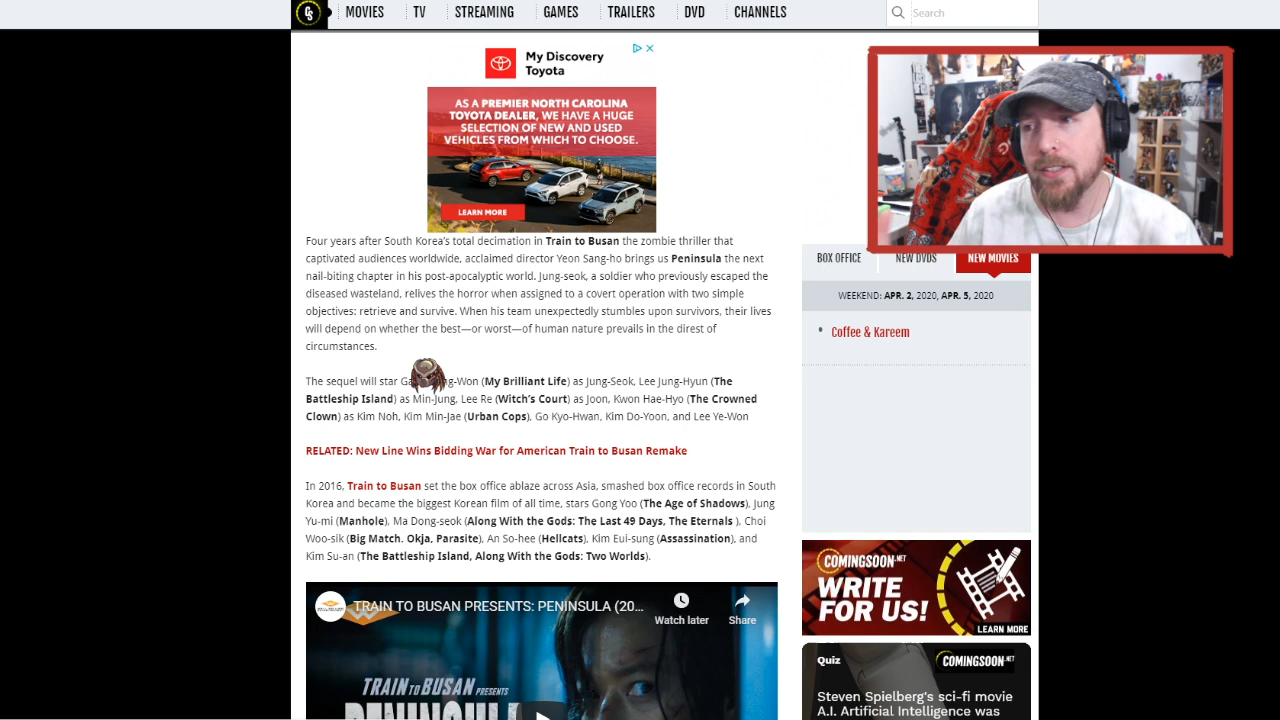 MOVIES TV STREAMING GAMES TRAILERS DVD CHANNELS Search
My Discovery
Toyota
AS A PREMIER NORTH CAROLINA
TOYOTA DEALER, WE HAVE A HUGE
SELECTION OF NEW AND USED
VEHICLES FROM WHICH TO CHOOSE.
LEARN MORE
Four years after South Korea's total decimation in Train to Busan the zombie thriller that
captivated audiences worldwide, acclaimed director Yeon Sang-ho brings us Peninsula the next
nail-biting chapter in his post-apocalyptic world. Jung-seok, a soldier who previously escaped the
diseased wasteland, relives the horror when assigned to a covert operation with two simple
objectives: retrieve and survive. When his team unexpectedly stumbles upon survivors, their lives
will depend on whether the best—or worst—of human nature prevails in the direst of
circumstances.
The sequel will star g-Won (My Brilliant Life) as Jung-Seok, Lee Jung-Hyun (The
Battleship Island) as Min-Jung, Lee Re (Witch's Court) as Joon, Kwon Hae-Hyo (The Crowned
Clown) as Kim Noh, Kim Min-Jae (Urban Cops), Go Kyo-Hwan, Kim Do-Yoon, and Lee Ye-Won
RELATED: New Line Wins Bidding War for American Train to Busan Remake
In 2016, Train to Busan set the box office ablaze across Asia, smashed box office records in South
Korea and became the biggest Korean film of all time, stars Gong Yoo (The Age of Shadows), Jung
Yu-mi (Manhole), Ma Dong-seok (Along With the Gods: The Last 49 Days, The Eternals ), Choi
Woo-sik (Big Match. Okja, Parasite), An So-hee (Hellcats), Kim Eui-sung (Assassination), and
Kim Su-an (The Battleship Island, Along With the Gods: Two Worlds).
TRAIN TO BUSAN PRESENTS: PENINSULA (20...
Watch later
Share
TRAIN TO BUSAN PRESENTS
PENINSULA
BOX OFFICE NEW DVDS NEW MOVIES
WEEKEND: APR. 2, 2020, APR. 5, 2020
Coffee & Kareem
COMINGSOON.NET
WRITE
FOR US!
LEARN MORE
Quiz
COMINGSOON.NET
Steven Spielberg's sci-fi movie
A.I. Artificial Intelligence was